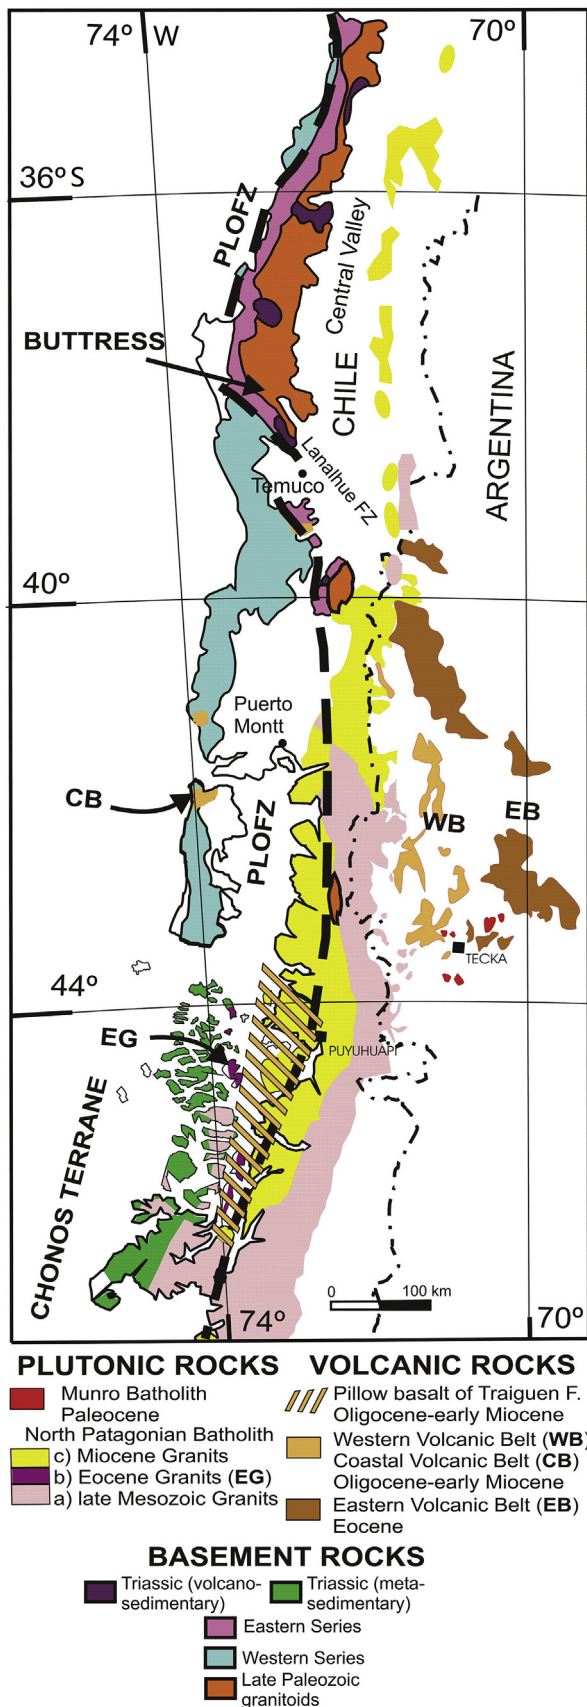 74º W
70º
36º S
PLOFZ
Central Valley
BUTTRESS
CHILE
ARGENTINA
Lanalhue FZ
Temuco
40º
Puerto
Montt
CB
PLOFZ
WB
EB
TECKA
44º
EG
PUYUHUAPI
CHONOS TERRANE
0 100 km
74º
70º
PLUTONIC ROCKS
Munro Batholith
Paleocene
North Patagonian Batholith
c) Miocene Granits
b) Eocene Granits (EG)
a) late Mesozoic Granits
VOLCANIC ROCKS
Pillow basalt of Traiguen F.
Oligocene-early Miocene
Western Volcanic Belt (WB)
Coastal Volcanic Belt (CB)
Oligocene-early Miocene
Eastern Volcanic Belt (EB)
Eocene
BASEMENT ROCKS
Triassic (volcano-
sedimentary)
Triassic (meta-
sedimentary)
Eastern Series
Western Series
Late Paleozoic
granitoids